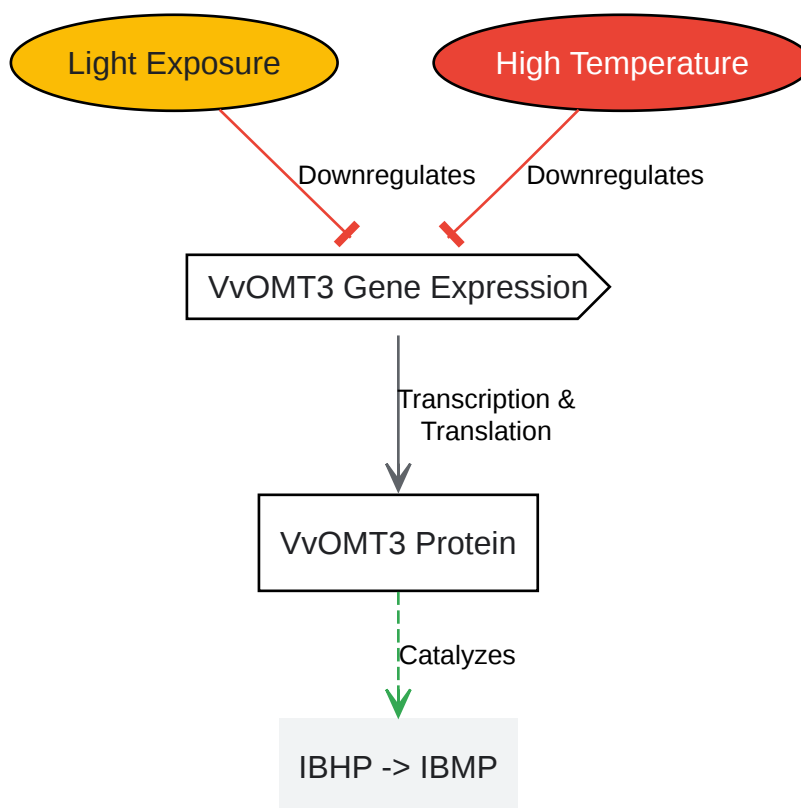 Light Exposure
High Temperature
Downregulates
Downregulates
VvOMT3 Gene Expression
Transcription &
Translation
VvOMT3 Protein
Catalyzes
IBHP -> IBMP